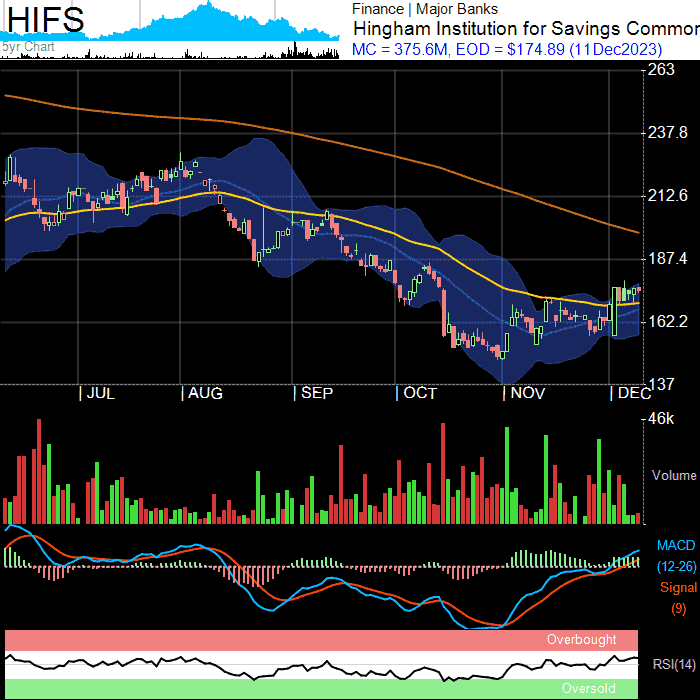 HIFS
5yr Chart
Finance | Major Banks
Hingham Institution for Savings Common
MC = 375.6M, EOD = $174.89 (11Dec2023)
263
237.8
212.6
187.4
162.2
137
JUL AUG SEP OCT NOV DEC
46k
Volume
MACD
(12-26)
Signal
(9)
Overbought
RSI(14)
Oversold